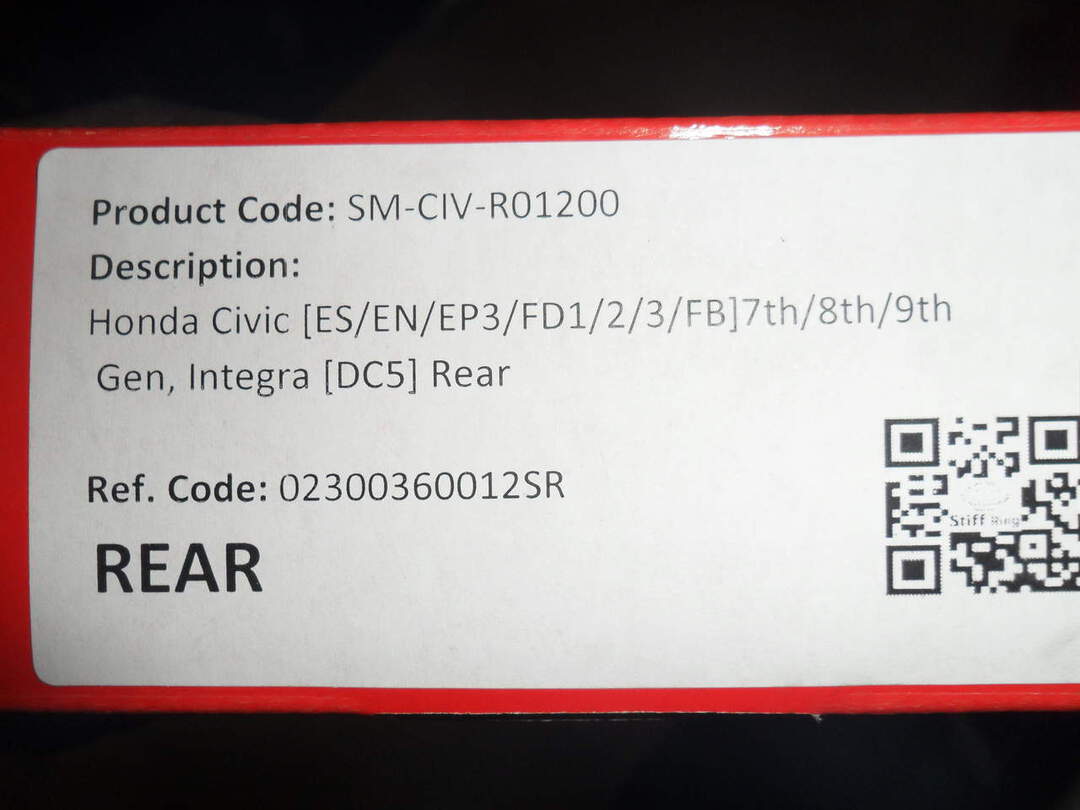 Product Code: SM-CIV-R01200
Description:
Honda Civic [ES/EN/EP3/FD1/2/3/FB]7th/8th/9th
Gen, Integra [DC5] Rear
Ref. Code: 02300360012SR
REAR
Stiff Ring